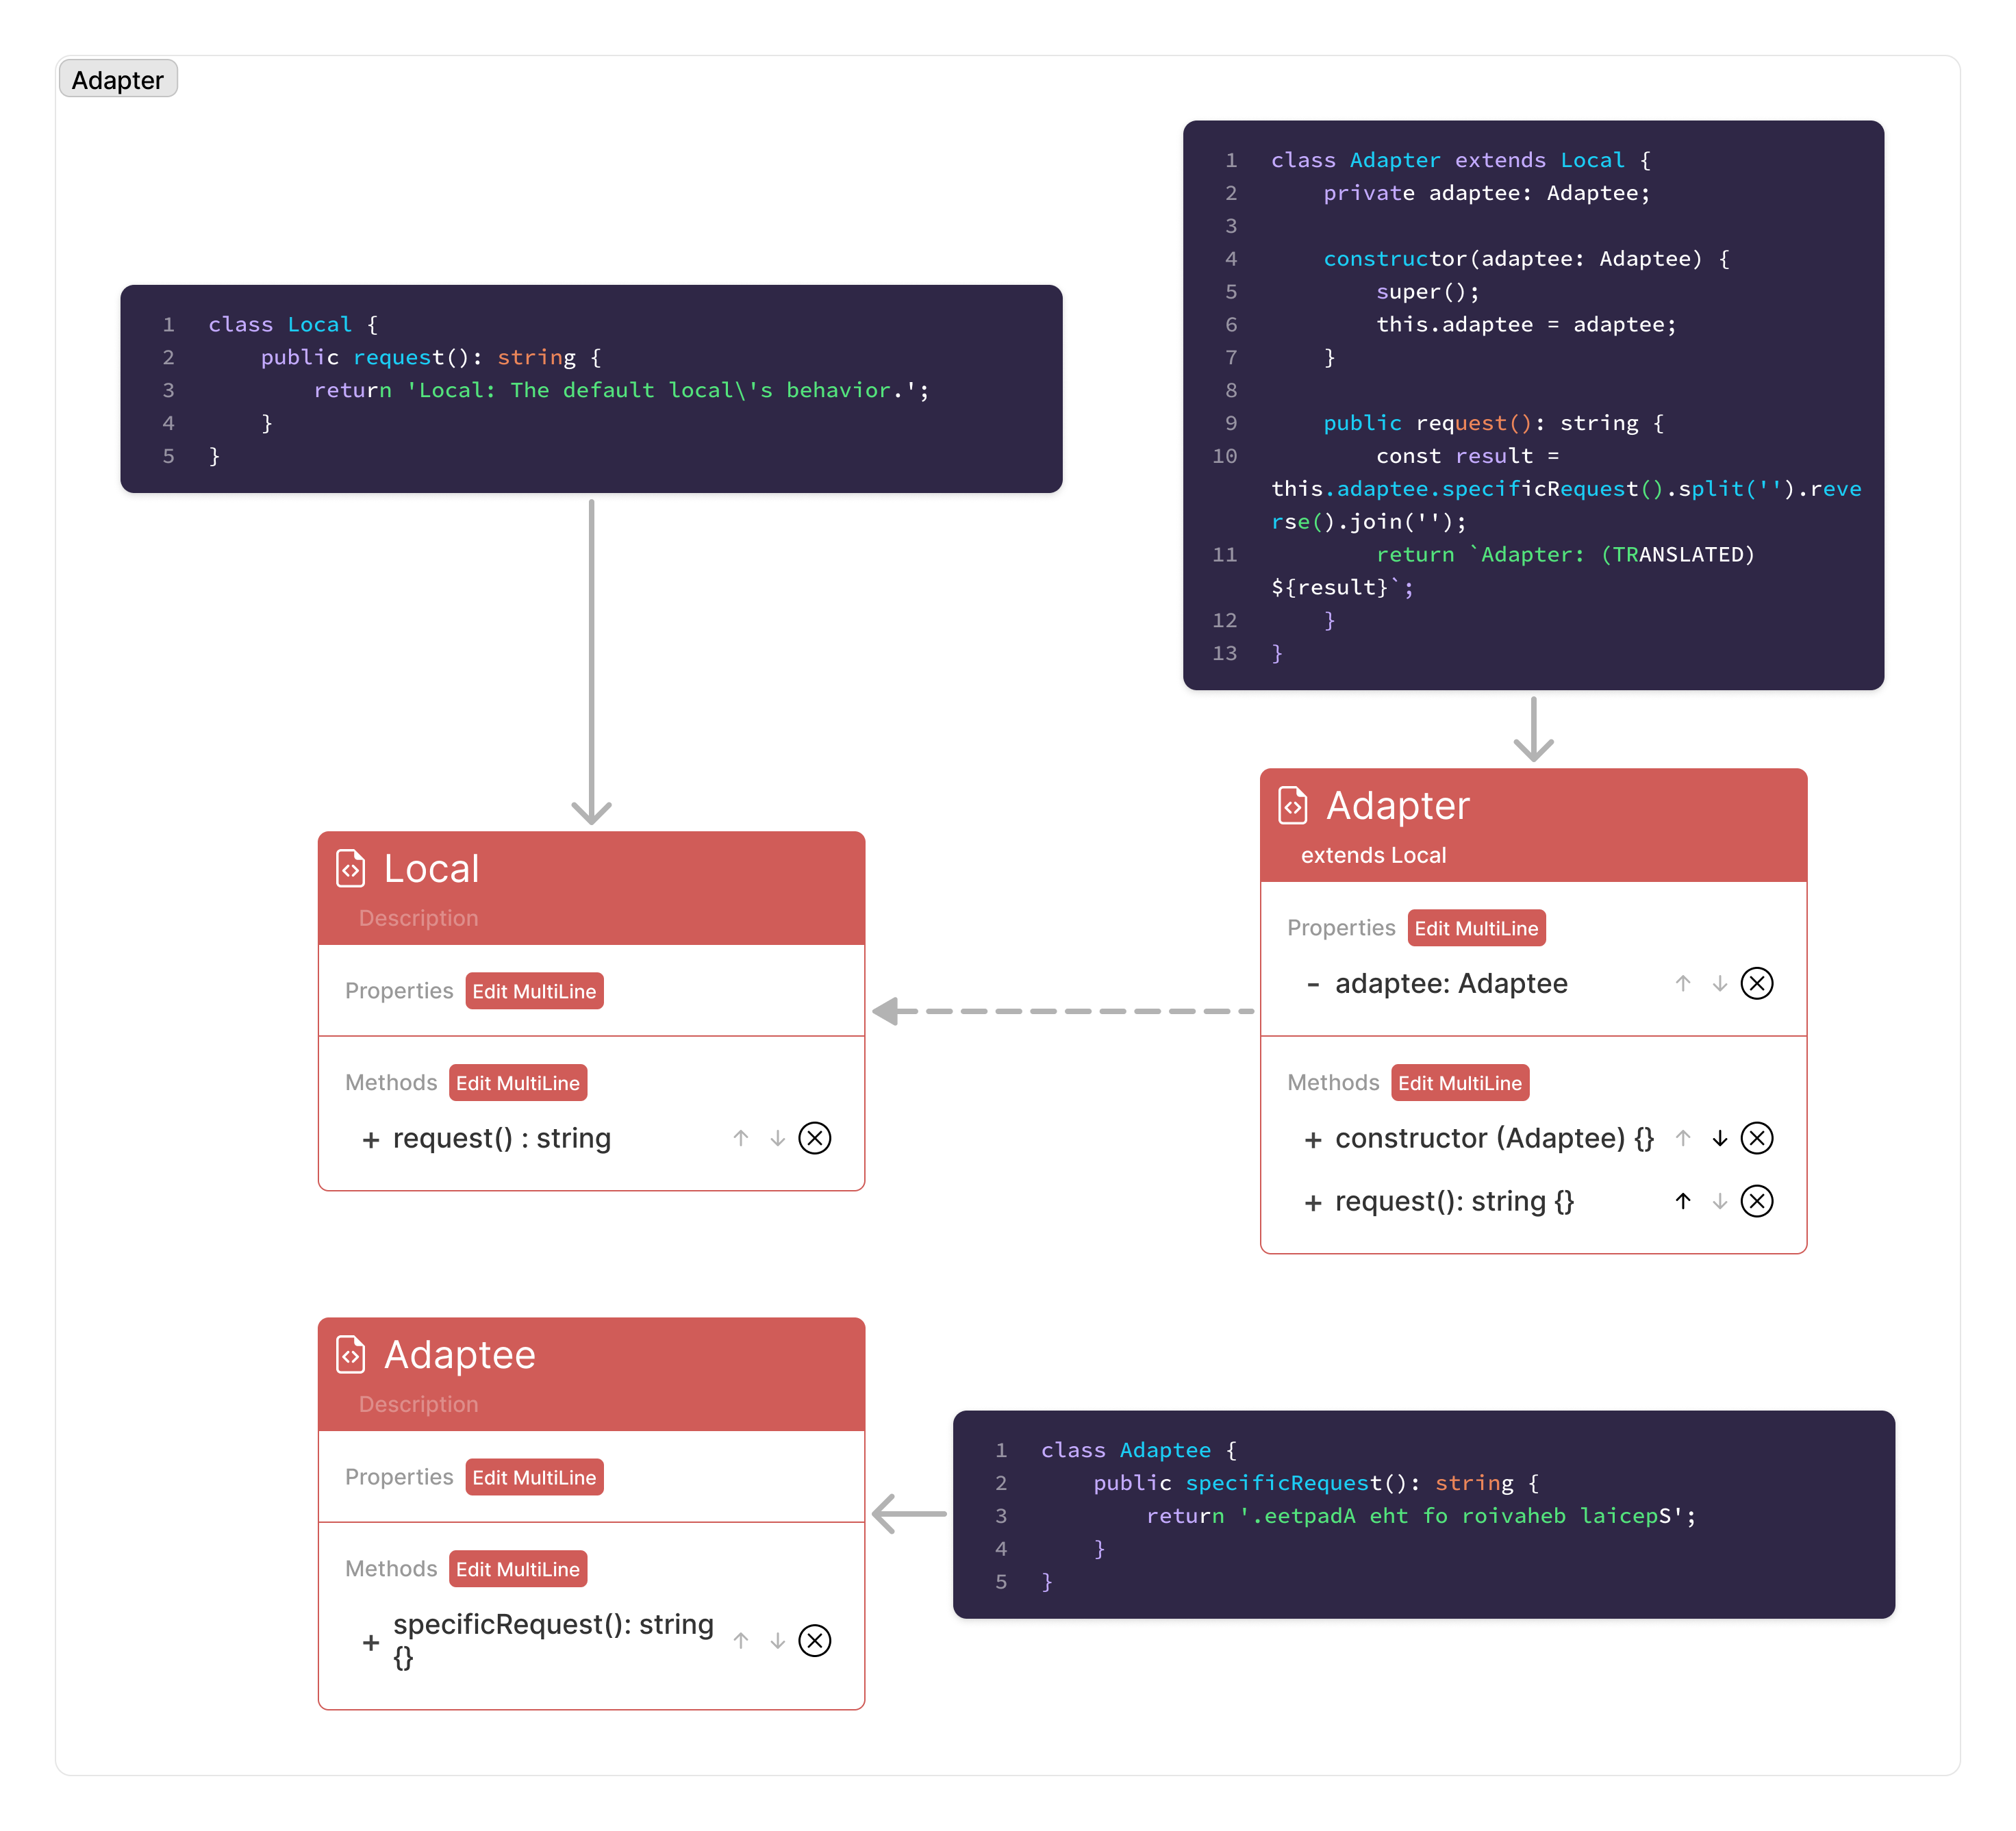 Adapter
1 class Adapter extends Local {
2 private adaptee: Adaptee;
3
4 constructor(adaptee: Adaptee) {
5 super();
6 this.adaptee = adaptee;
7 }
8
9 public request(): string {
10 const result =
this.adaptee.specificRequest().split('').reve
rse().join('');
11 return `Adapter: (TRANSLATED)
${result}`;
12 }
13 }
1 class Local {
2 public request(): string {
3 return 'Local: The default local\'s behavior.';
4 }
5 }
Adapter
extends Local
Properties Edit MultiLine
- adaptee: Adaptee
Methods Edit MultiLine
+ constructor (Adaptee) {}
+ request(): string {}
Local
Description
Properties Edit MultiLine
Methods Edit MultiLine
+ request() : string
Adaptee
Description
Properties Edit MultiLine
Methods Edit MultiLine
+ specificRequest(): string
{}
1 class Adaptee {
2 public specificRequest(): string {
3 return '.eetpadA eht fo roivaheb laicepS';
4 }
5 }